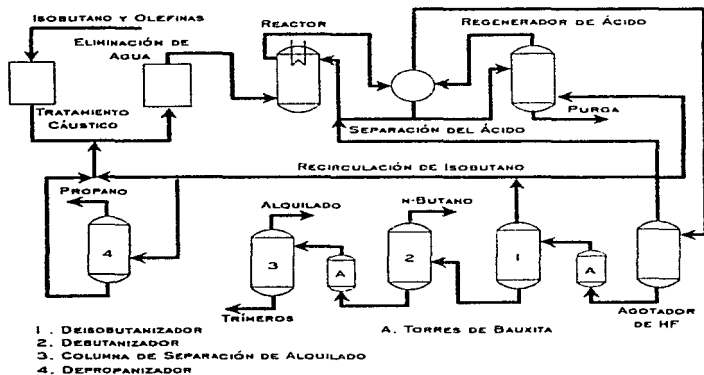 ISOBUTANO Y OLEFINAS
ELIMINACIÓN DE
AGUA
REACTOR
REGENERADOR DE ÁCIDO
TRATAMIENTO
CÁUSTICO
SEPARACIÓN DEL ÁCIDO
PURGA
RECIRCULACIÓN DE ISOBUTANO
PROPANO
ALQUILADO
N-BUTANO
4
3
A
2
1
A
TRÍMEROS
AGOTADOR
DE HF
1. DEISOBUTANIZADOR
2. DEBUTANIZADOR
3. COLUMNA DE SEPARACIÓN DE ALQUILADO
4. DEPROPANIZADOR
A. TORRES DE BAUXITA